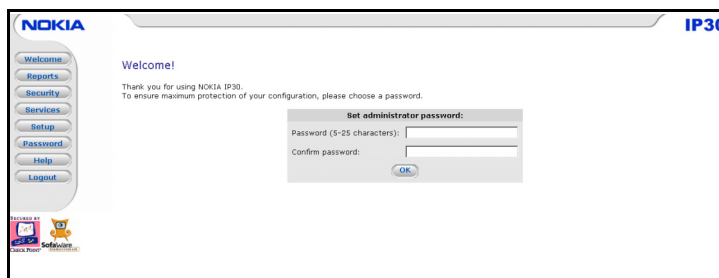 NOKIA
IP30
Welcome
Reports
Security
Services
Setup
Password
Help
Logout
Welcome!
Thank you for using NOKIA IP30.
To ensure maximum protection of your configuration, please choose a password.
Set administrator password:
Password (5-25 characters):
Confirm password:
OK
SECURED BY
CHECK POINT
SofaWare